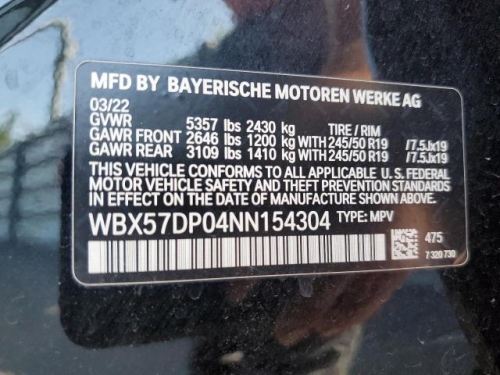 MFD BY BAYERISCHE MOTOREN WERKE AG
03/22
GVWR 5357 lbs 2430 kg TIRE / RIM
GAWR FRONT 2646 lbs 1200 kg WITH 245/50 R19 /7.5Jx19
GAWR REAR 3109 lbs 1410 kg WITH 245/50 R19 /7.5Jx19
THIS VEHICLE CONFORMS TO ALL APPLICABLE U.S. FEDERAL
MOTOR VEHICLE SAFETY AND THEFT PREVENTION STANDARDS
IN EFFECT ON THE DATE OF MANUFACTURE SHOWN ABOVE.
WBX57DP04NN154304 TYPE: MPV
475
7 320 730